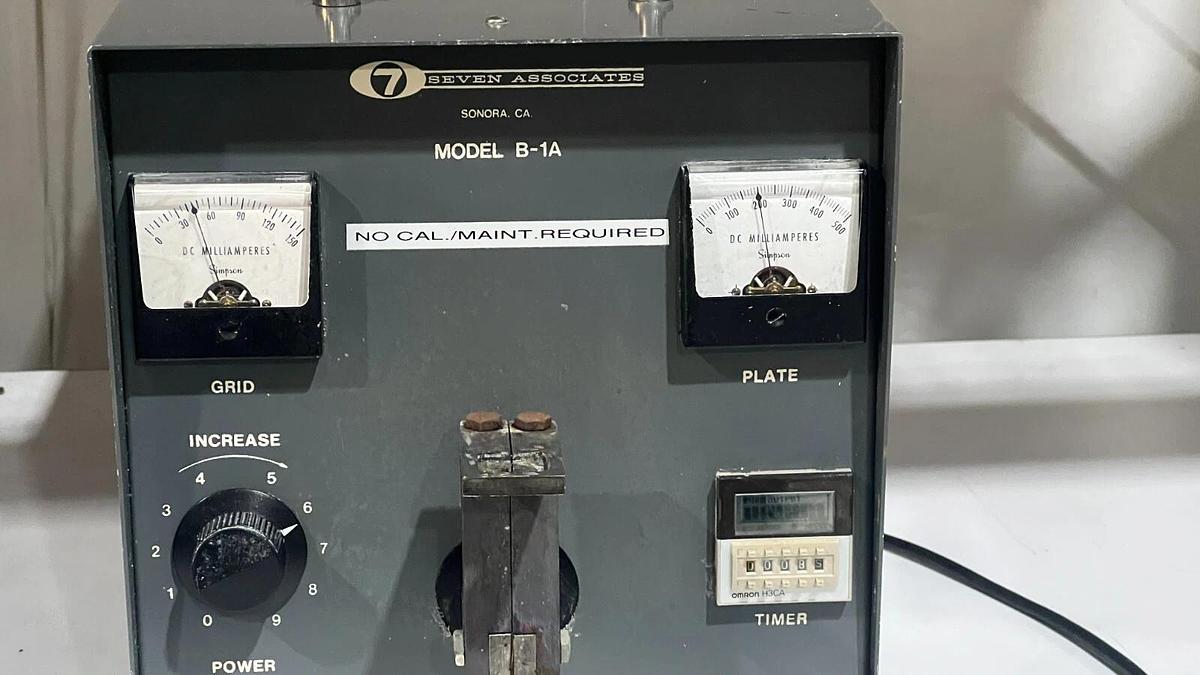 7 SEVEN ASSOCIATES
SONORA, CA.
MODEL B-1A
0 30 60 90 120 150
DC MILLIAMPERES
Simpson
NO CAL./MAINT.REQUIRED
0 100 200 300 400 500
DC MILLIAMPERES
Simpson
GRID
PLATE
INCREASE
0 1 2 3 4 5 6 7 8 9
POWER
OMRON H3CA
TIMER